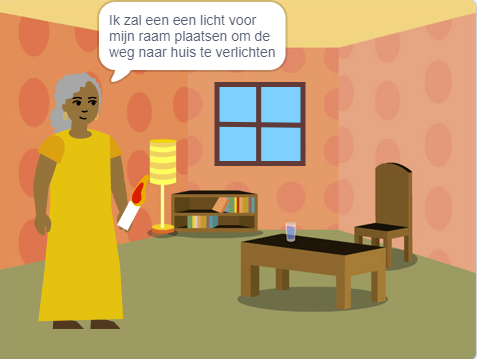 Ik zal een een licht voor
mijn raam plaatsen om de
weg naar huis te verlichten